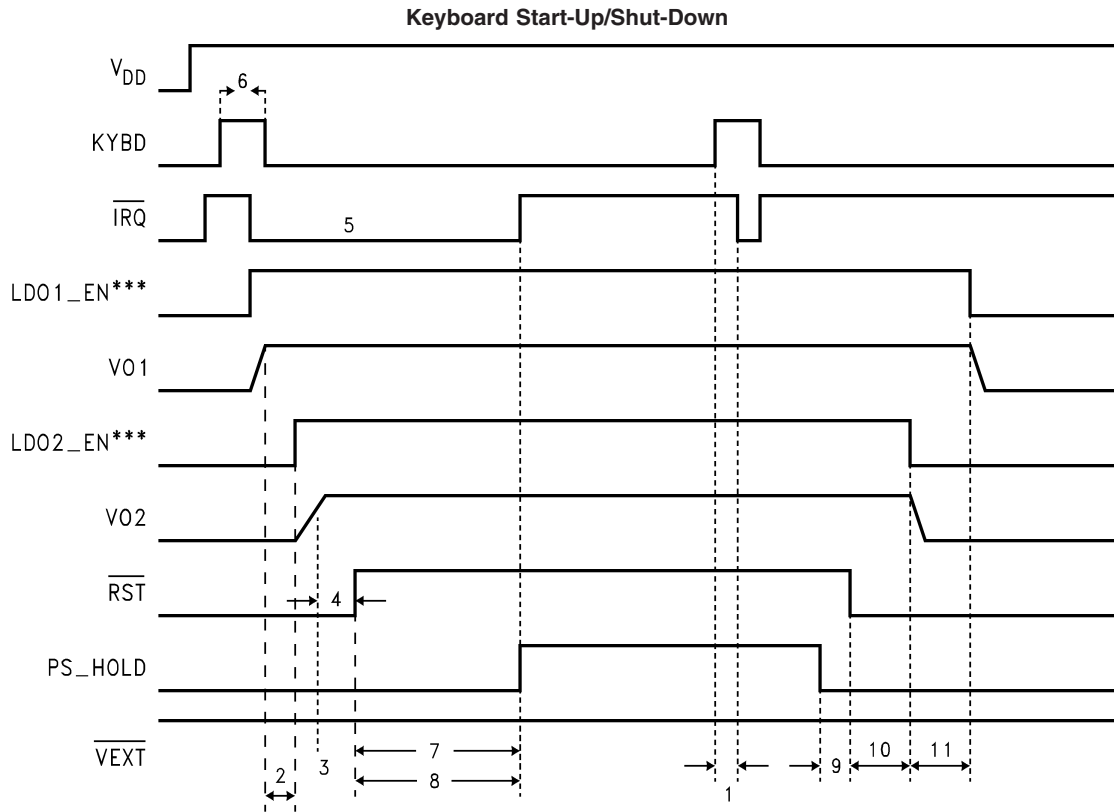 Keyboard Start-Up/Shut-Down
VDD
6
KYBD
IRQ
5
LDO1_EN***
VO1
LDO2_EN***
VO2
RST
4
PS_HOLD
VEXT
2
3
7
8
1
9
10
11